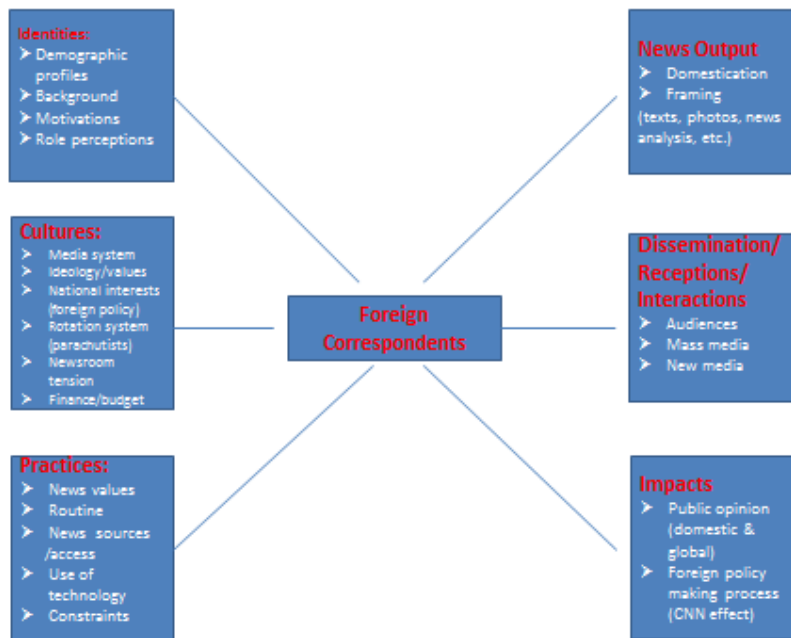 Identities:
➢ Demographic
profiles
➢ Background
➢ Motivations
➢ Role perceptions
Cultures:
➢ Media system
➢ Ideology/values
➢ National interests
(foreign policy)
➢ Rotation system
(parachutists)
➢ Newsroom
tension
➢ Finance/budget
Practices:
➢ News values
➢ Routine
➢ News sources
/access
➢ Use of
technology
➢ Constraints
Foreign
Correspondents
News Output
➢ Domestication
➢ Framing
(texts, photos, news
analysis, etc.)
Dissemination/
Receptions/
Interactions
➢ Audiences
➢ Mass media
➢ New media
Impacts
➢ Public opinion
(domestic &
global)
➢ Foreign policy
making process
(CNN effect)